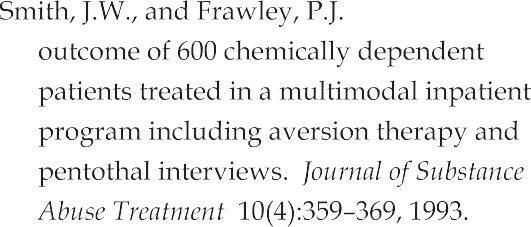 Smith, J.W., and Frawley, P.J.
outcome of 600 chemically dependent
patients treated in a multimodal inpatient
program including aversion therapy and
pentothal interviews. Journal of Substance
Abuse Treatment 10(4):359–369, 1993.